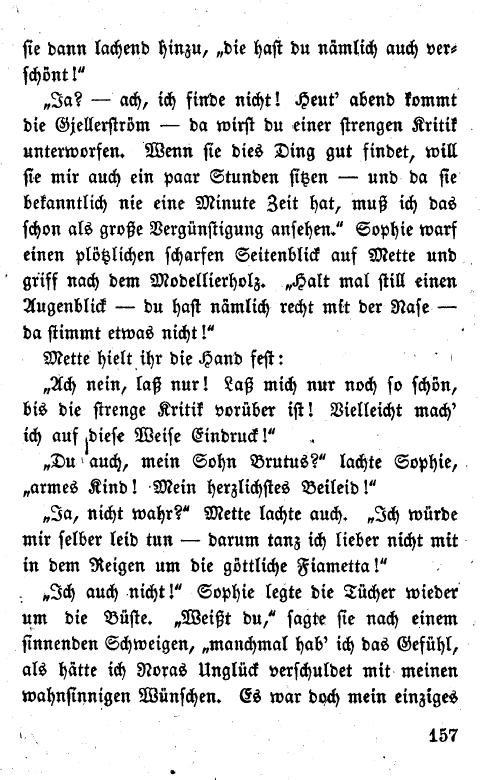 sie dann lachend hinzu, „die hast du nämlich auch ver-
schönt!“
„Ja? — ach, ich finde nicht! Heut' abend kommt
die Gjellerström — da wirst du einer strengen Kritik
unterworfen. Wenn sie dies Ding gut findet, will
sie mir auch ein paar Stunden sitzen — und da sie
bekanntlich nie eine Minute Zeit hat, muß ich das
schon als große Vergünstigung ansehen.“ Sophie warf
einen plötzlichen scharfen Seitenblick auf Mette und
griff nach dem Modellierholz. „Halt mal still einen
Augenblick — du hast nämlich recht mit der Nase —
da stimmt etwas nicht!“
Mette hielt ihr die Hand fest:
„Ach nein, laß nur! Laß mich nur noch so schön,
bis die strenge Kritik vorüber ist! Vielleicht mach'
ich auf diese Weise Eindruck!“
„Du auch, mein Sohn Brutus?“ lachte Sophie,
„armes Kind! Mein herzlichstes Beileid!“
„Ja, nicht wahr?“ Mette lachte auch. „Ich würde
mir selber leid tun — darum tanz ich lieber nicht mit
in dem Reigen um die göttliche Fiametta!“
„Ich auch nicht!“ Sophie legte die Tücher wieder
um die Büste. „Weißt du,“ sagte sie nach einem
sinnenden Schweigen, „manchmal hab' ich das Gefühl,
als hätte ich Noras Unglück verschuldet mit meinen
wahnsinnigen Wünschen. Es war doch mein einziges
157